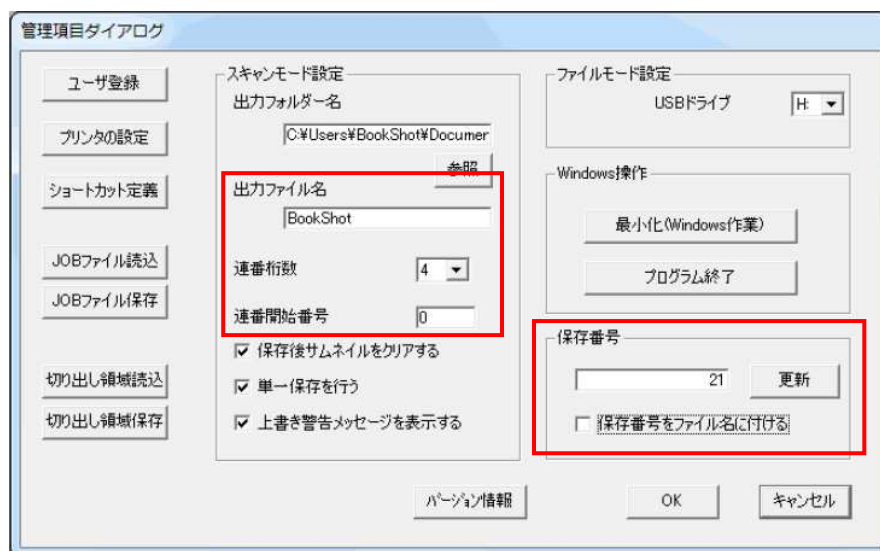 管理項目ダイアログ
ユーザ登録
プリンタの設定
ショートカット定義
JOBファイル読込
JOBファイル保存
切り出し領域読込
切り出し領域保存
スキャンモード設定
出力フォルダー名
C:¥Users¥BookShot¥Documer
参照
出力ファイル名
BookShot
連番桁数
4
連番開始番号
0
保存後サムネイルをクリアする
単一保存を行う
上書き警告メッセージを表示する
ファイルモード設定
USBドライブ
H:
Windows操作
最小化(Windows作業)
プログラム終了
保存番号
21
更新
保存番号をファイル名に付ける
バージョン情報
OK
キャンセル